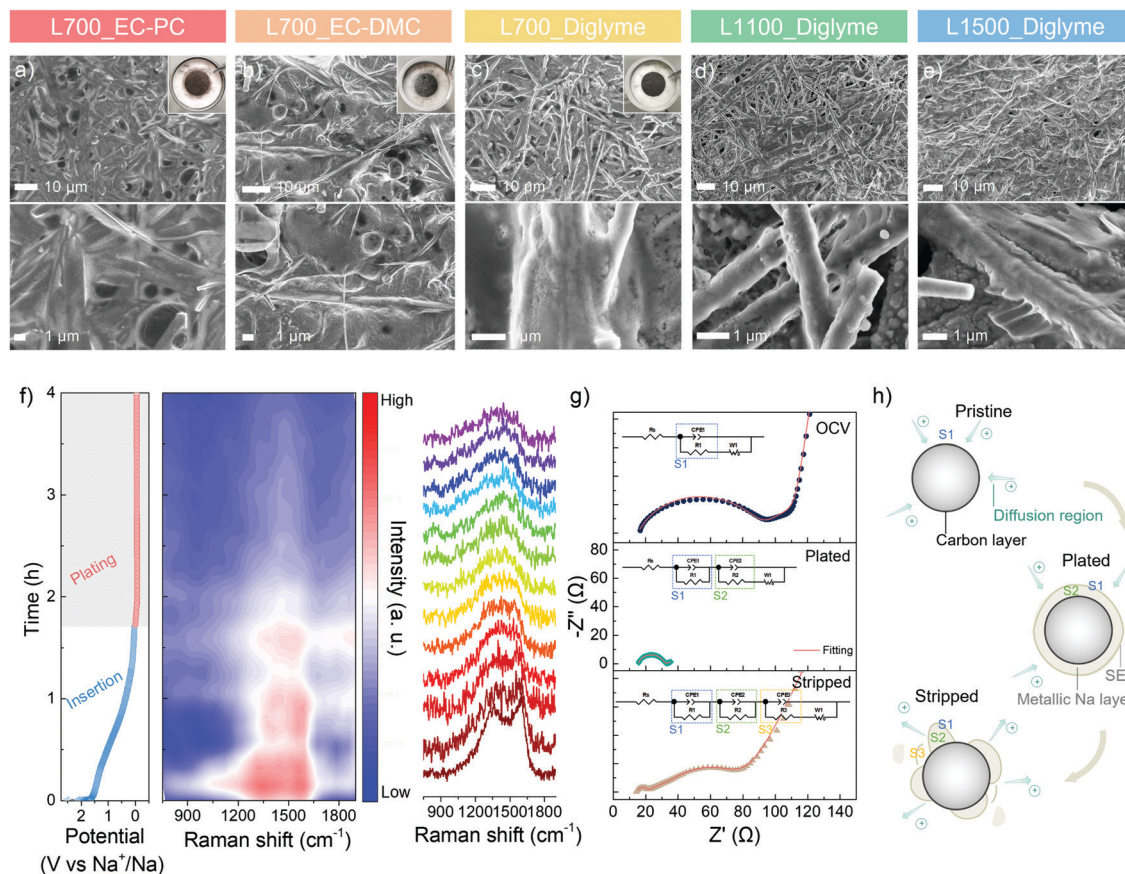 L700_EC-PC
L700_EC-DMC
L700_Diglyme
L1100_Diglyme
L1500_Diglyme
a)
b)
c)
d)
e)
10 µm
10 µm
10 µm
10 µm
10 µm
1 µm
1 µm
1 µm
1 µm
1 µm
f)
4
3
2
1
0
Time (h)
Plating
Insertion
2 1 0
Potential
(V vs Na⁺/Na)
900 1200 1500 1800
Raman shift (cm⁻¹)
High
Low
Intensity (a. u.)
900 1200 1500 1800
Raman shift (cm⁻¹)
g)
OCV
Rs
CPE1
R1
W1
S1
Plated
80
60
40
20
0
-Z'' (Ω)
Rs
CPE1
R1
S1
CPE2
R2
S2
W1
Fitting
Stripped
Rs
CPE1
R1
S1
CPE2
R2
S2
CPE3
R3
S3
W1
0 20 40 60 80 100 120 140
Z' (Ω)
h)
Pristine
S1
Diffusion region
Carbon layer
Plated
S1
S2
SE
Metallic Na layer
Stripped
S1
S2
S3